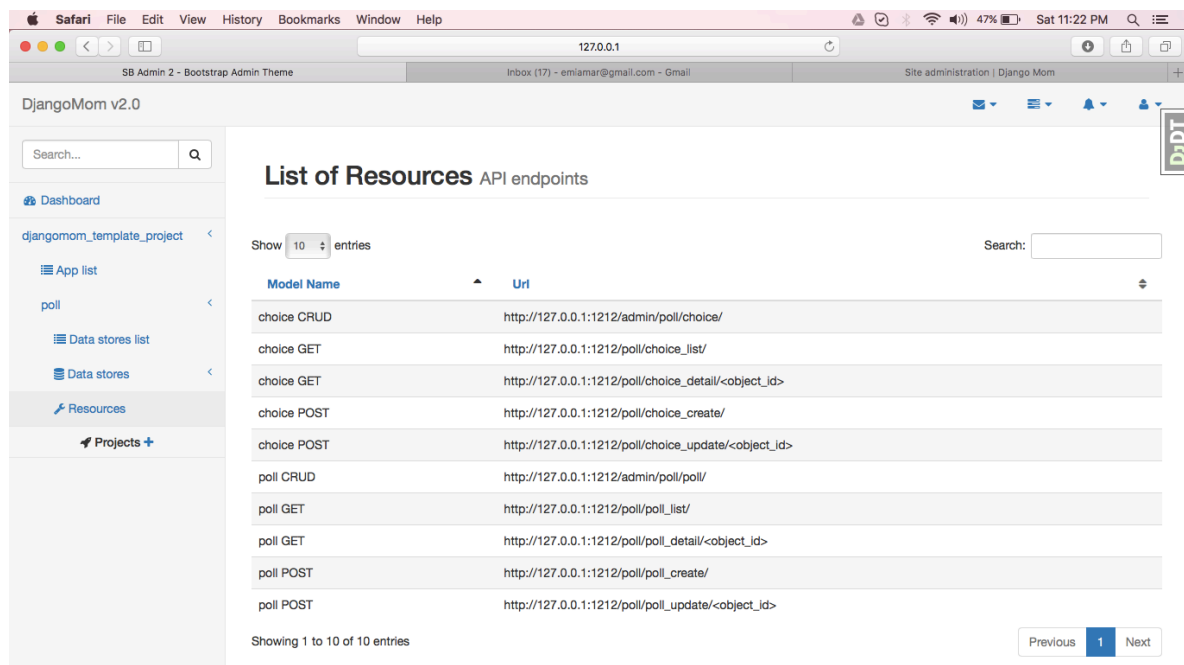 Safari File Edit View History Bookmarks Window Help 47% Sat 11:22 PM
127.0.0.1
SB Admin 2 - Bootstrap Admin Theme Inbox (17) - emiamar@gmail.com - Gmail Site administration | Django Mom +
DjangoMom v2.0
DjDT
Search...
Dashboard
djangomom_template_project
App list
poll
Data stores list
Data stores
Resources
Projects +
List of Resources API endpoints
Show 10 entries Search:
Model Name Url
choice CRUD http://127.0.0.1:1212/admin/poll/choice/
choice GET http://127.0.0.1:1212/poll/choice_list/
choice GET http://127.0.0.1:1212/poll/choice_detail/<object_id>
choice POST http://127.0.0.1:1212/poll/choice_create/
choice POST http://127.0.0.1:1212/poll/choice_update/<object_id>
poll CRUD http://127.0.0.1:1212/admin/poll/poll/
poll GET http://127.0.0.1:1212/poll/poll_list/
poll GET http://127.0.0.1:1212/poll/poll_detail/<object_id>
poll POST http://127.0.0.1:1212/poll/poll_create/
poll POST http://127.0.0.1:1212/poll/poll_update/<object_id>
Showing 1 to 10 of 10 entries Previous 1 Next